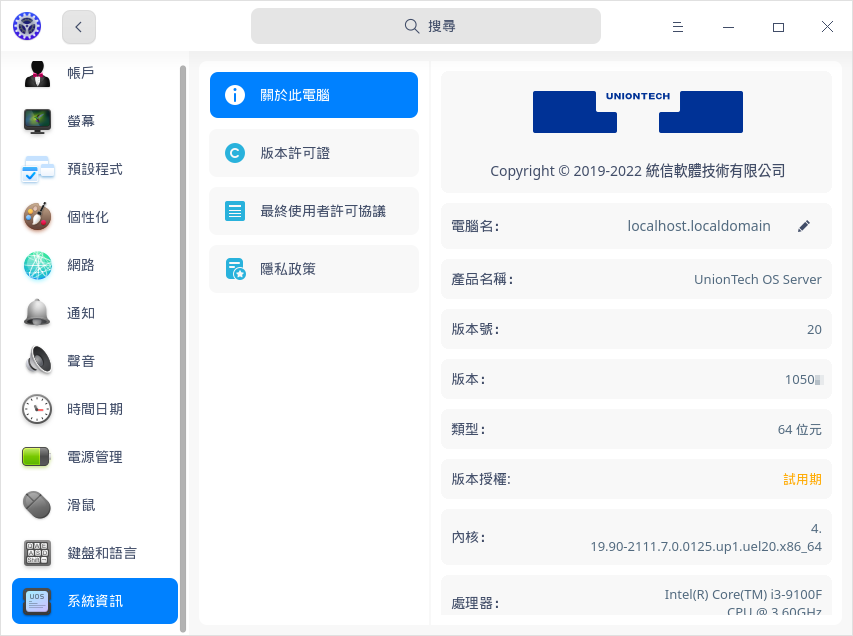 搜尋
帳戶
螢幕
預設程式
個性化
網路
通知
聲音
時間日期
電源管理
滑鼠
鍵盤和語言
系統資訊
關於此電腦
版本許可證
最終使用者許可協議
隱私政策
UNIONTECH
Copyright © 2019-2022 統信軟體技術有限公司
電腦名: localhost.localdomain
產品名稱: UnionTech OS Server
版本號: 20
版本: 1050
類型: 64 位元
版本授權: 試用期
內核: 4.
19.90-2111.7.0.0125.up1.uel20.x86_64
處理器: Intel(R) Core(TM) i3-9100F
CPU @ 3.60GHz